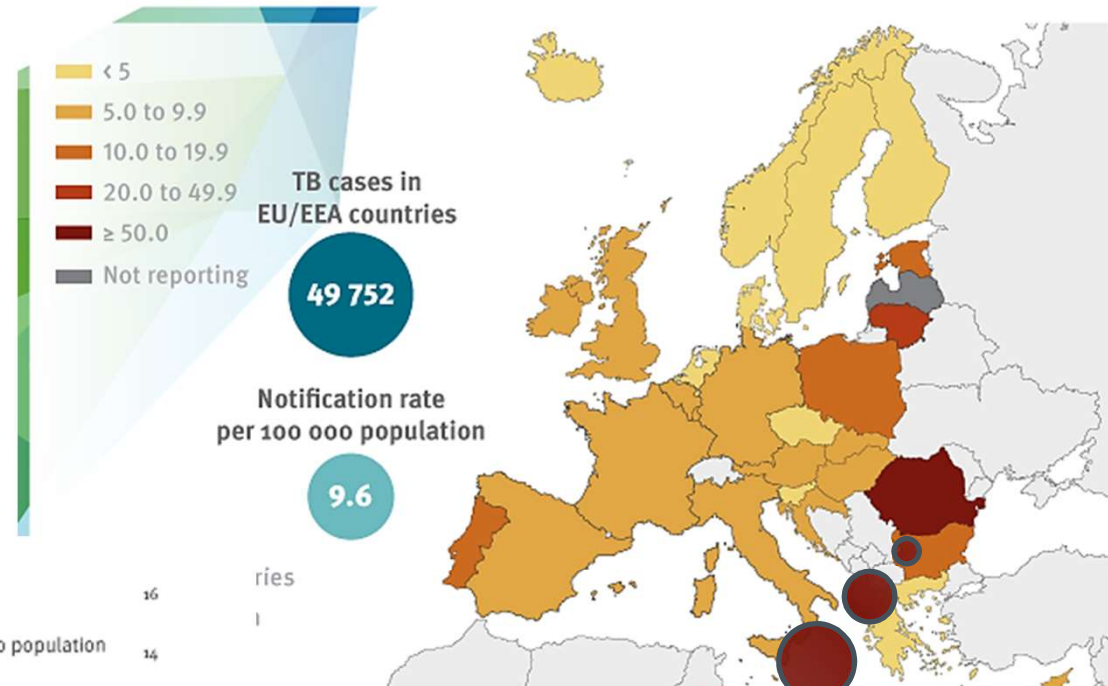 < 5
5.0 to 9.9
10.0 to 19.9
20.0 to 49.9
≥ 50.0
Not reporting
TB cases in
EU/EEA countries
49 752
Notification rate
per 100 000 population
9.6
ries
16
o population
14